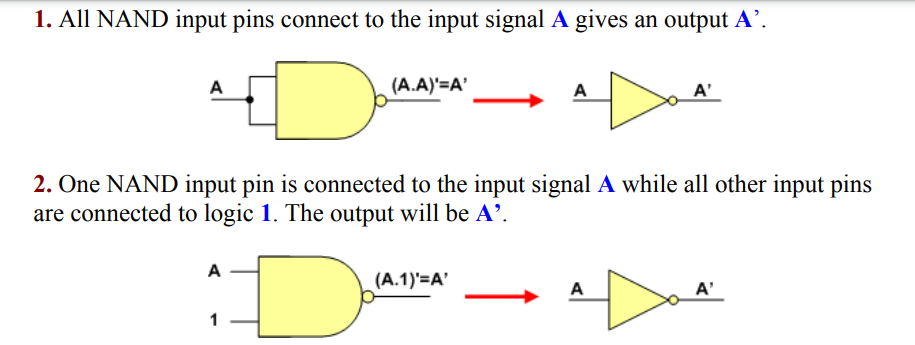 1. All NAND input pins connect to the input signal A gives an output A’.
A (A.A)'=A' A A'
2. One NAND input pin is connected to the input signal A while all other input pins
are connected to logic 1. The output will be A’.
A (A.1)'=A' A A'
1